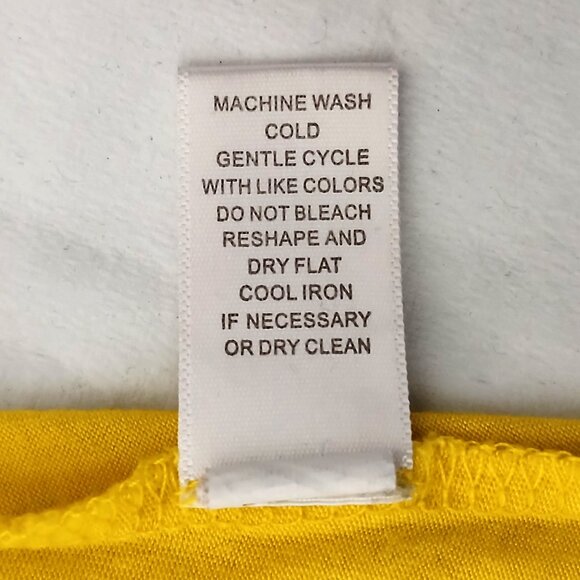 MACHINE WASH
COLD
GENTLE CYCLE
WITH LIKE COLORS
DO NOT BLEACH
RESHAPE AND
DRY FLAT
COOL IRON
IF NECESSARY
OR DRY CLEAN